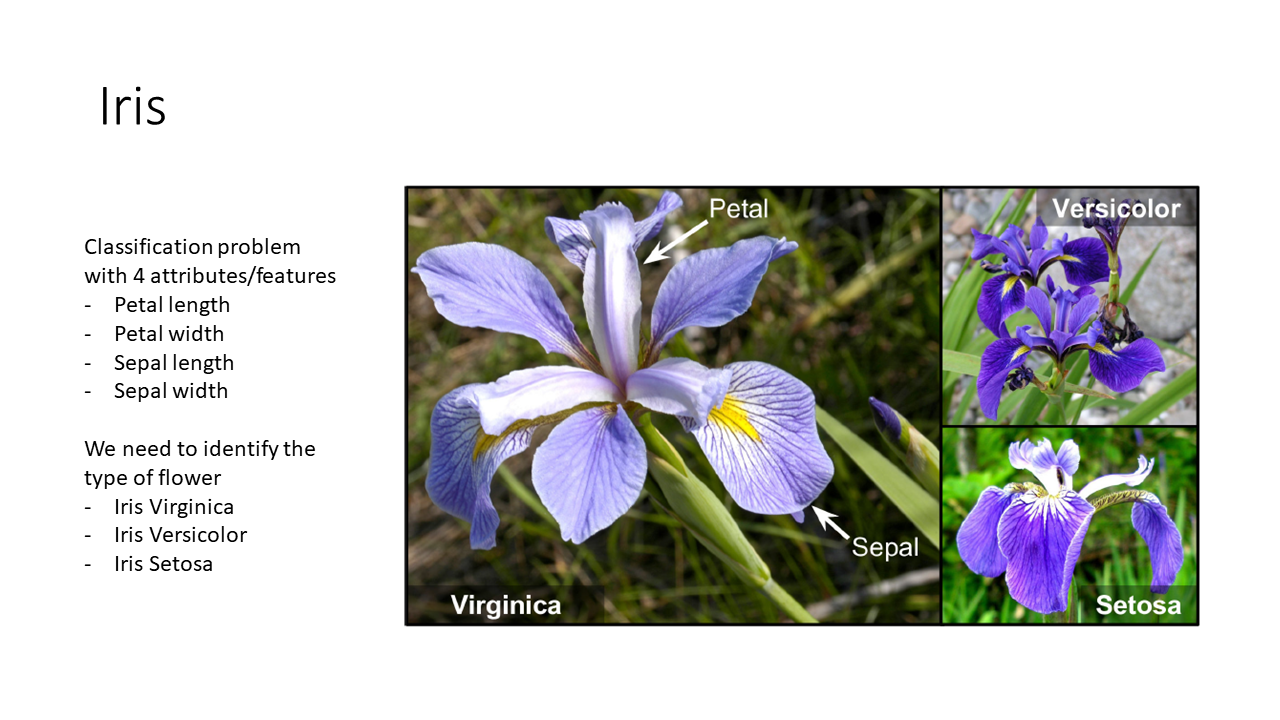 Iris
Classification problem
with 4 attributes/features
- Petal length
- Petal width
- Sepal length
- Sepal width
We need to identify the
type of flower
- Iris Virginica
- Iris Versicolor
- Iris Setosa
Petal
Sepal
Virginica
Versicolor
Setosa